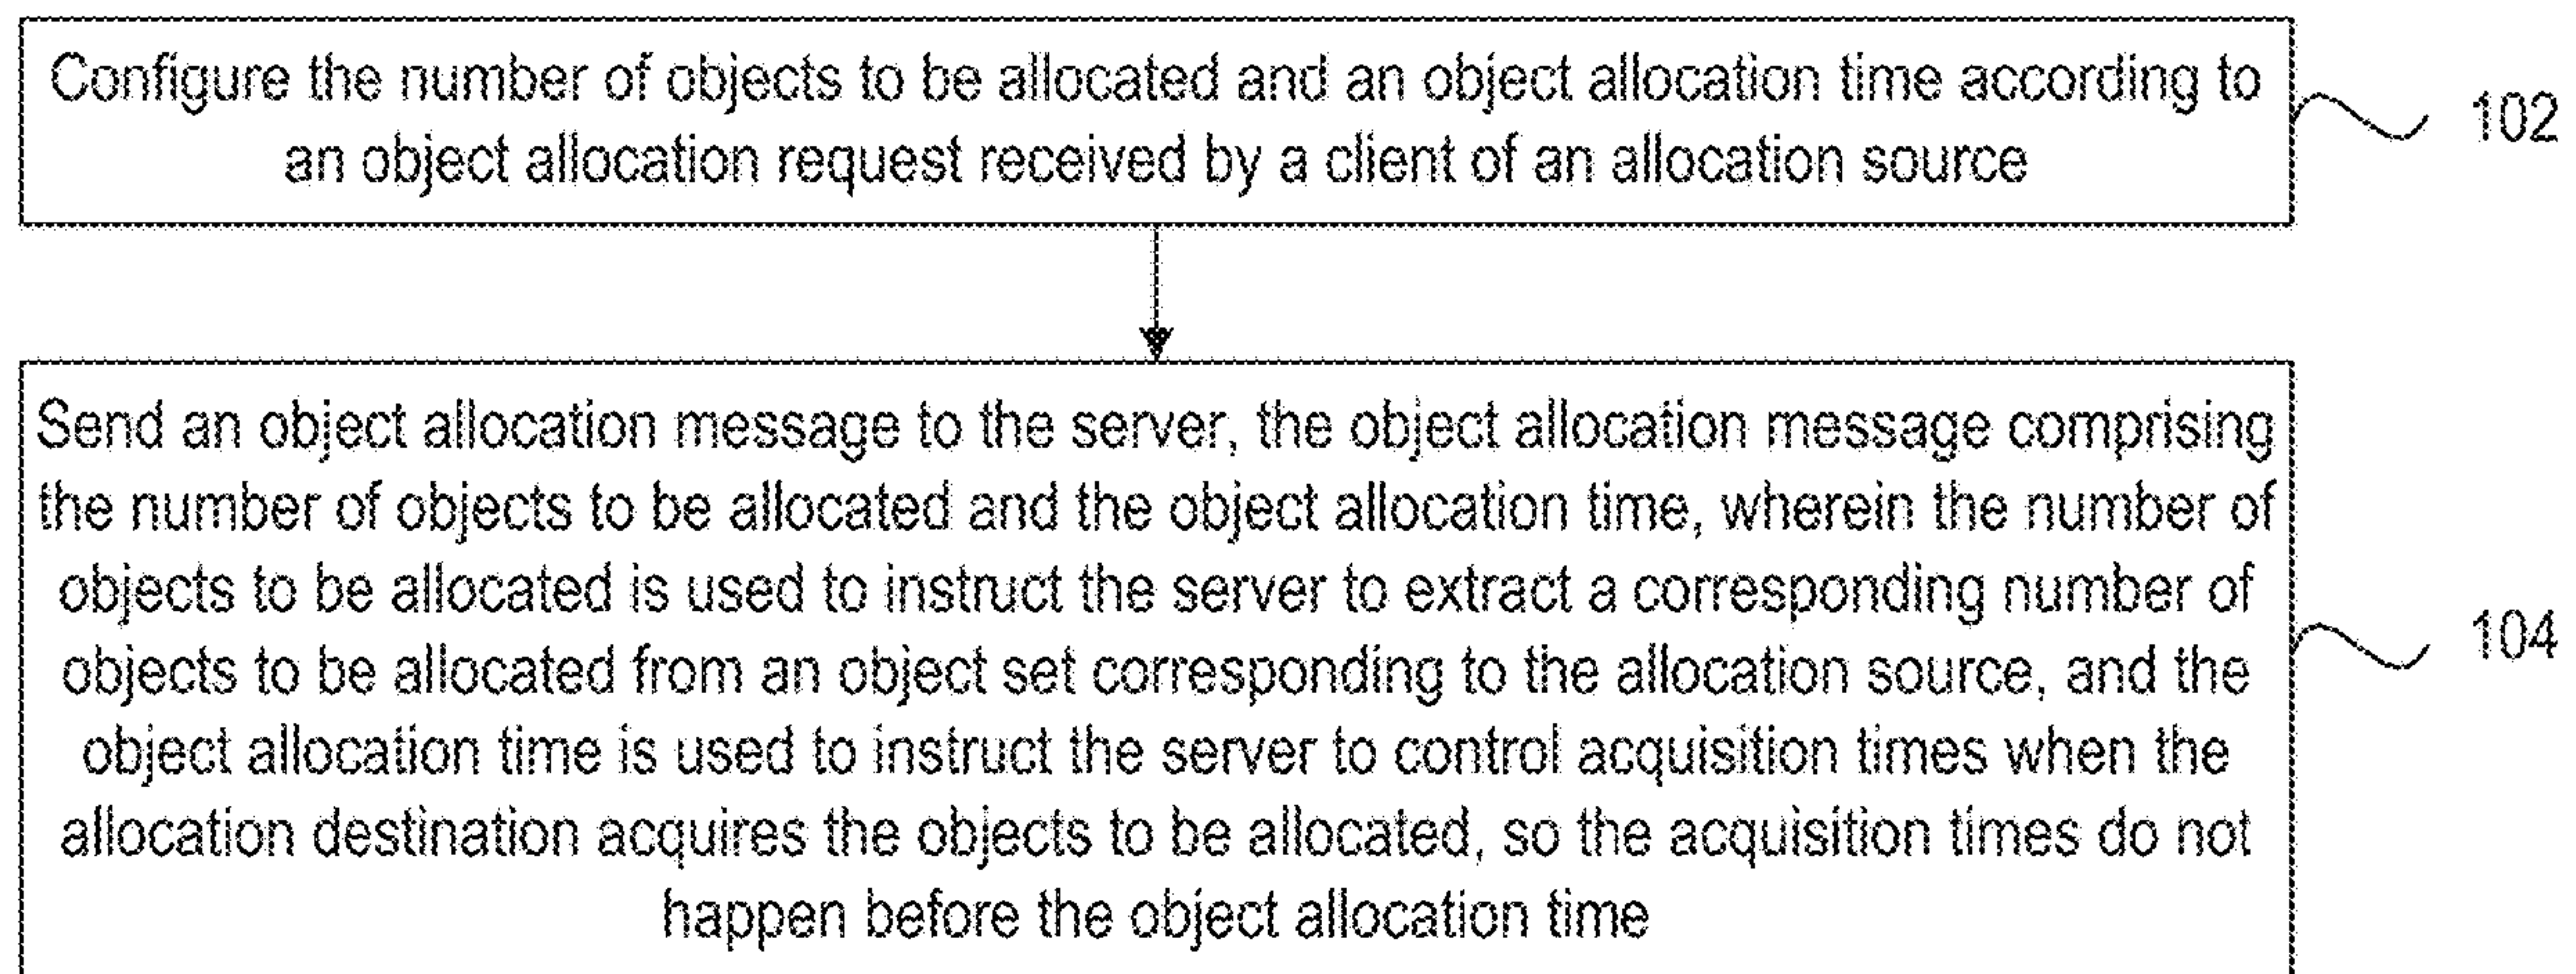 Configure the number of objects to be allocated and an object allocation time according to
an object allocation request received by a client of an allocation source
102
Send an object allocation message to the server, the object allocation message comprising
the number of objects to be allocated and the object allocation time, wherein the number of
objects to be allocated is used to instruct the server to extract a corresponding number of
objects to be allocated from an object set corresponding to the allocation source, and the
object allocation time is used to instruct the server to control acquisition times when the
allocation destination acquires the objects to be allocated, so the acquisition times do not
happen before the object allocation time
104